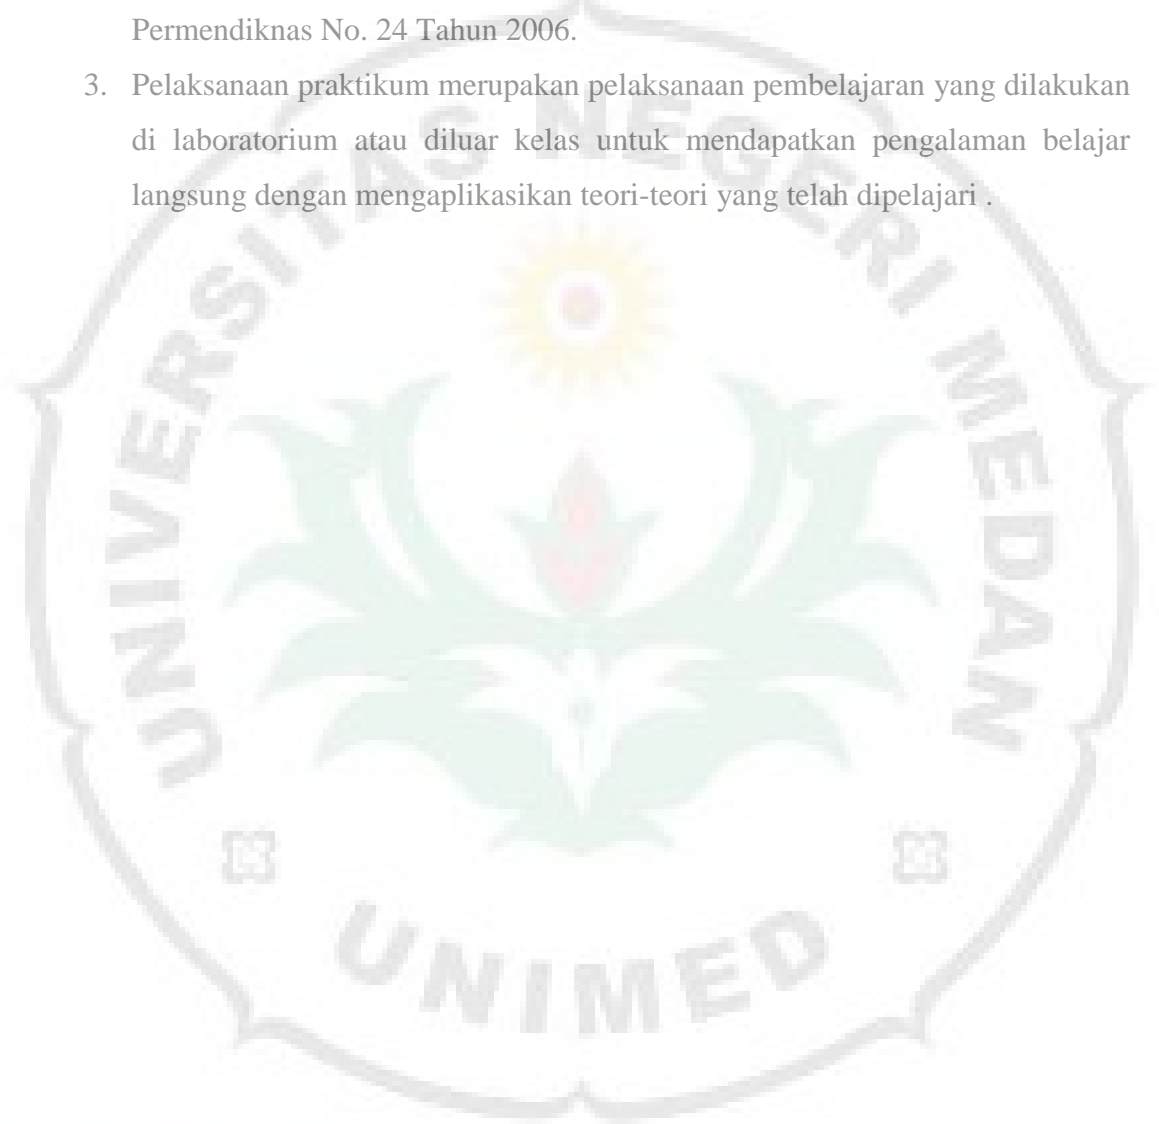 Permendiknas No. 24 Tahun 2006.
3. Pelaksanaan praktikum merupakan pelaksanaan pembelajaran yang dilakukan
di laboratorium atau diluar kelas untuk mendapatkan pengalaman belajar
langsung dengan mengaplikasikan teori-teori yang telah dipelajari .
UNIVERSITAS NEGERI MEDAN
UNIMED